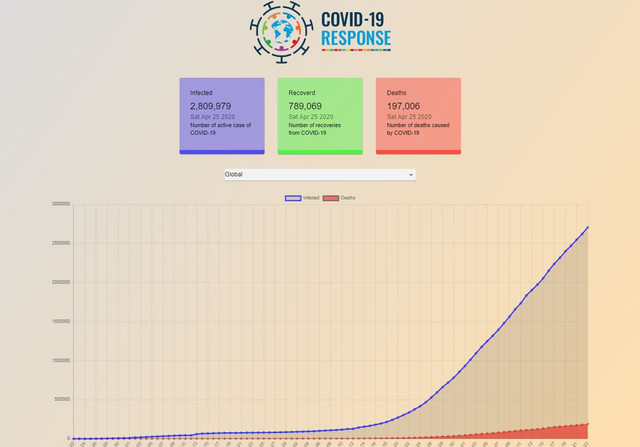 COVID-19
RESPONSE
Infected
2,809,979
Sat Apr 25 2020
Number of active case of
COVID-19
Recoverd
789,069
Sat Apr 25 2020
Number of recoveries
from COVID-19
Deaths
197,006
Sat Apr 25 2020
Number of deaths caused
by COVID-19
Global
Infected
Deaths
3000000
2500000
2000000
1500000
1000000
500000
0